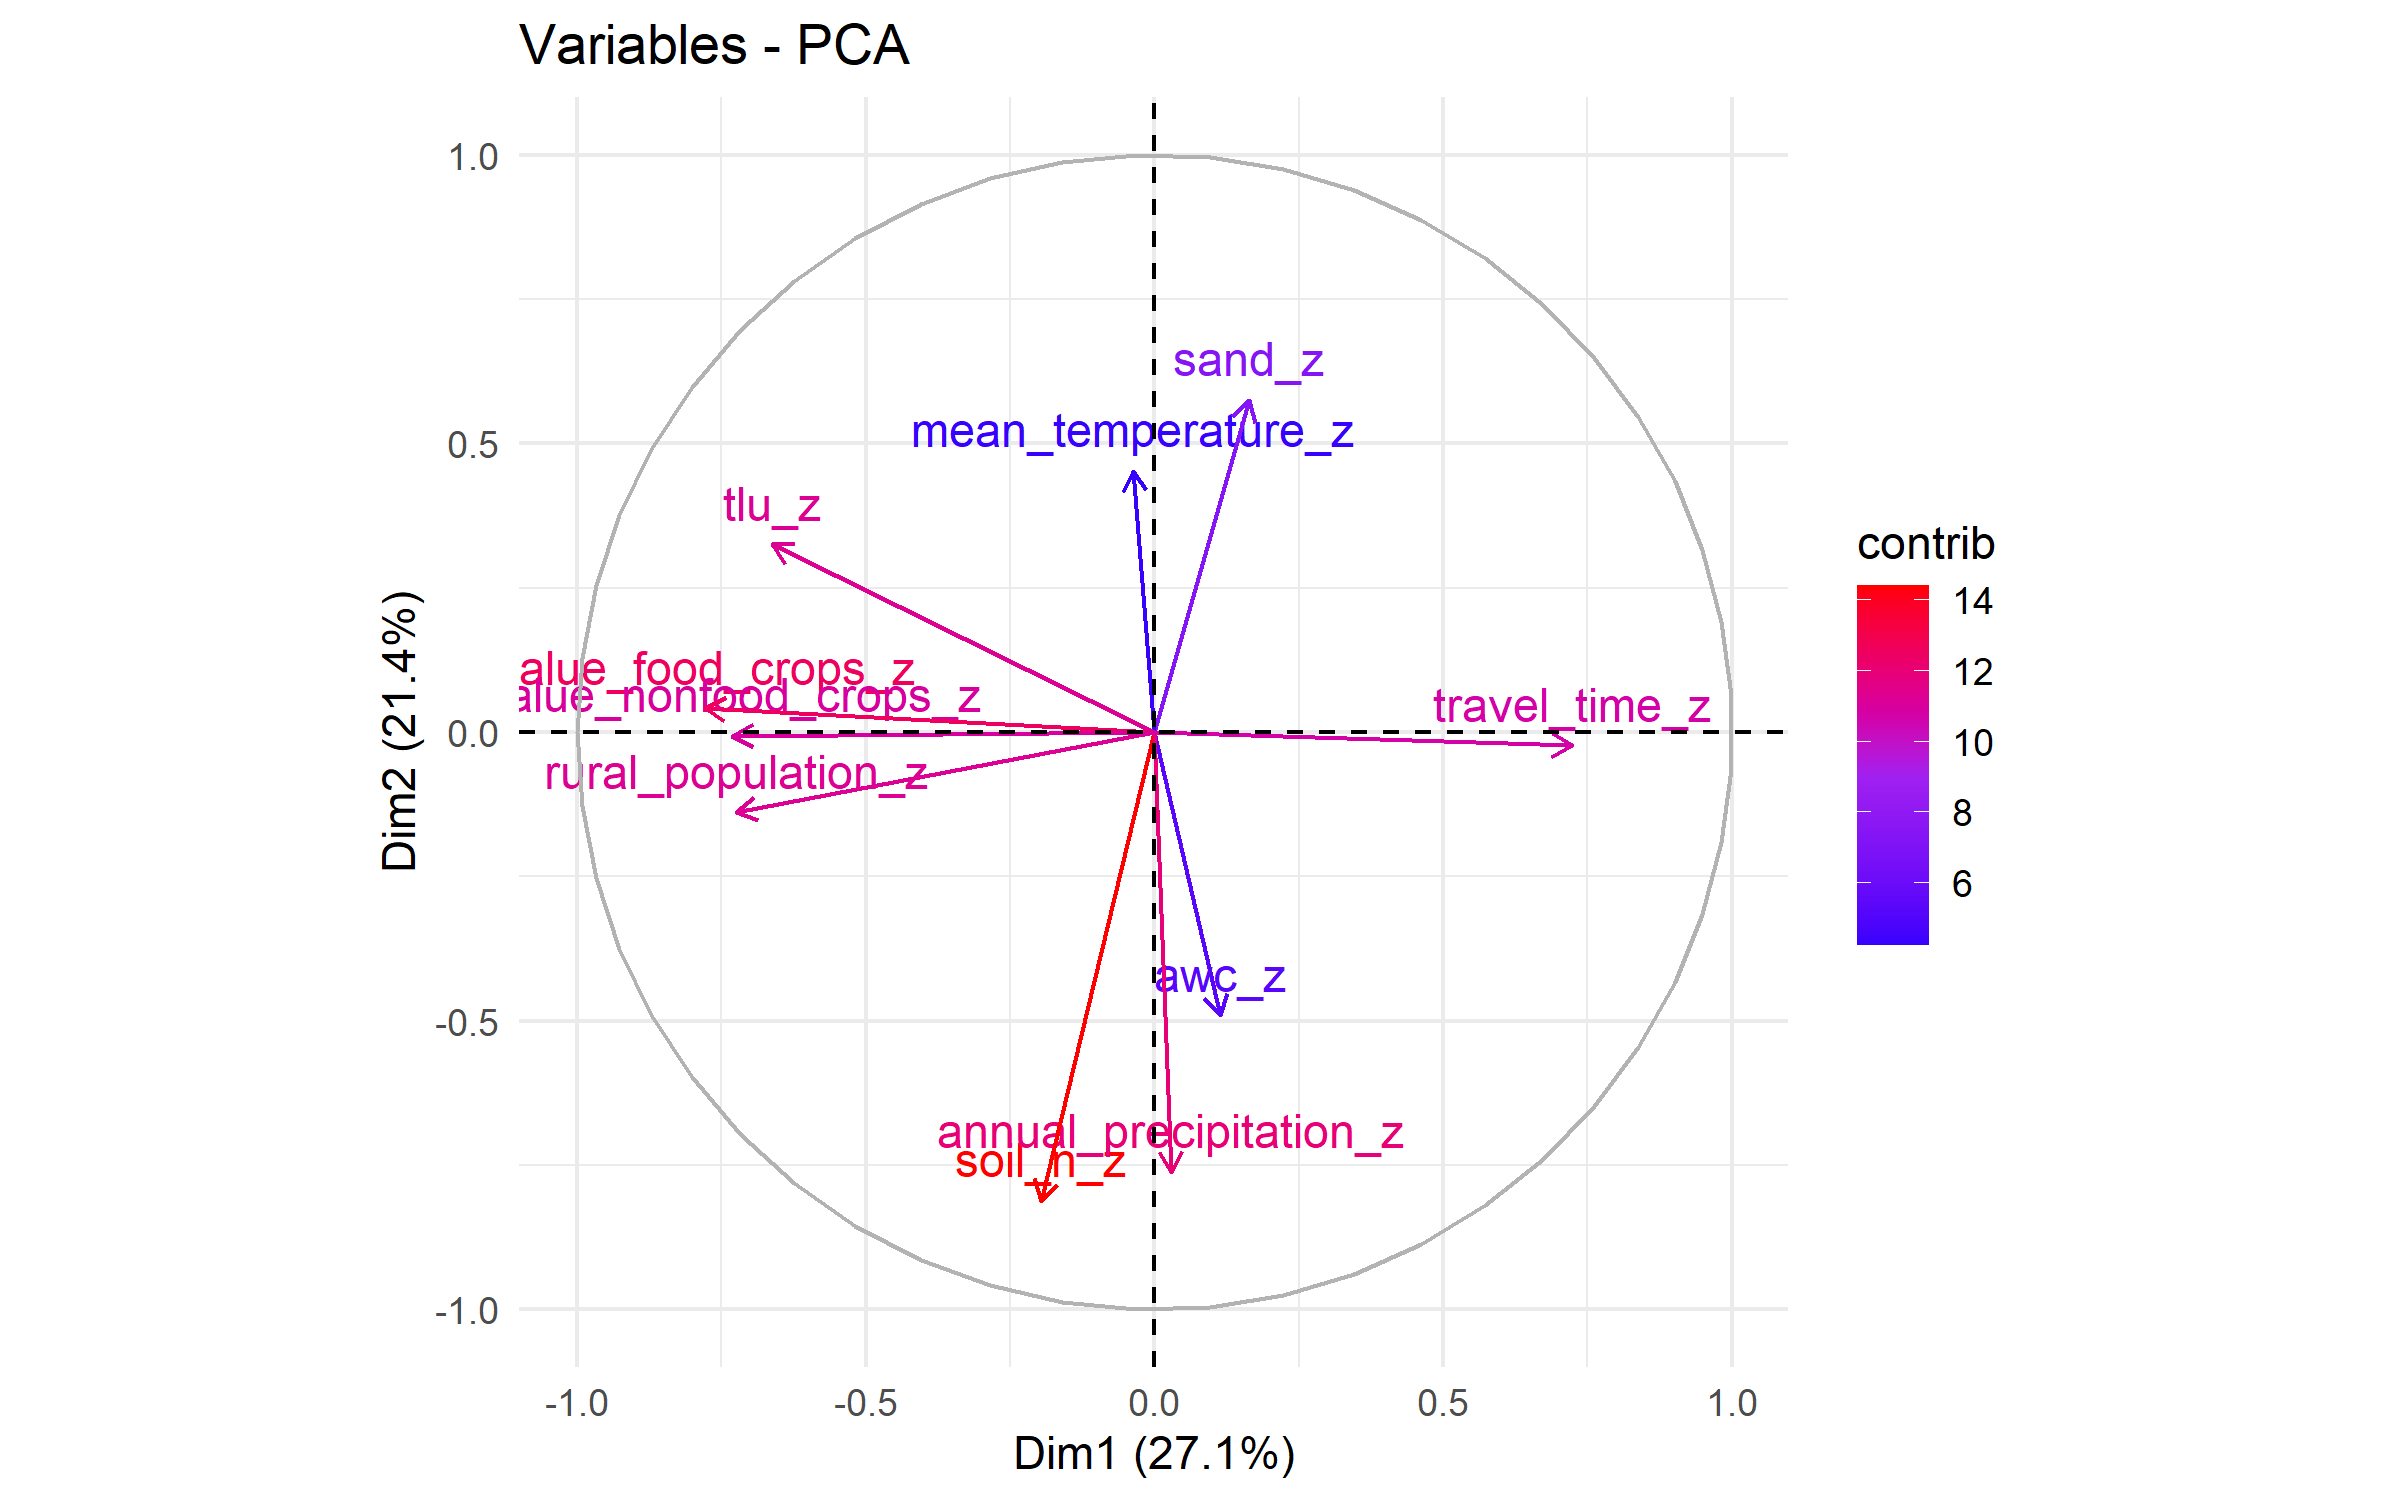 Variables - PCA
1.0
sand_z
mean_temperature_z
0.5
tlu_z
contrib
14
12
10
8
6
alue_food_crops_z
alue_nonfood_crops_z
travel_time_z
0.0
rural_population_z
Dim2 (21.4%)
awc_z
-0.5
annual_precipitation_z
soil_n_z
-1.0
-1.0 -0.5 0.0 0.5 1.0
Dim1 (27.1%)